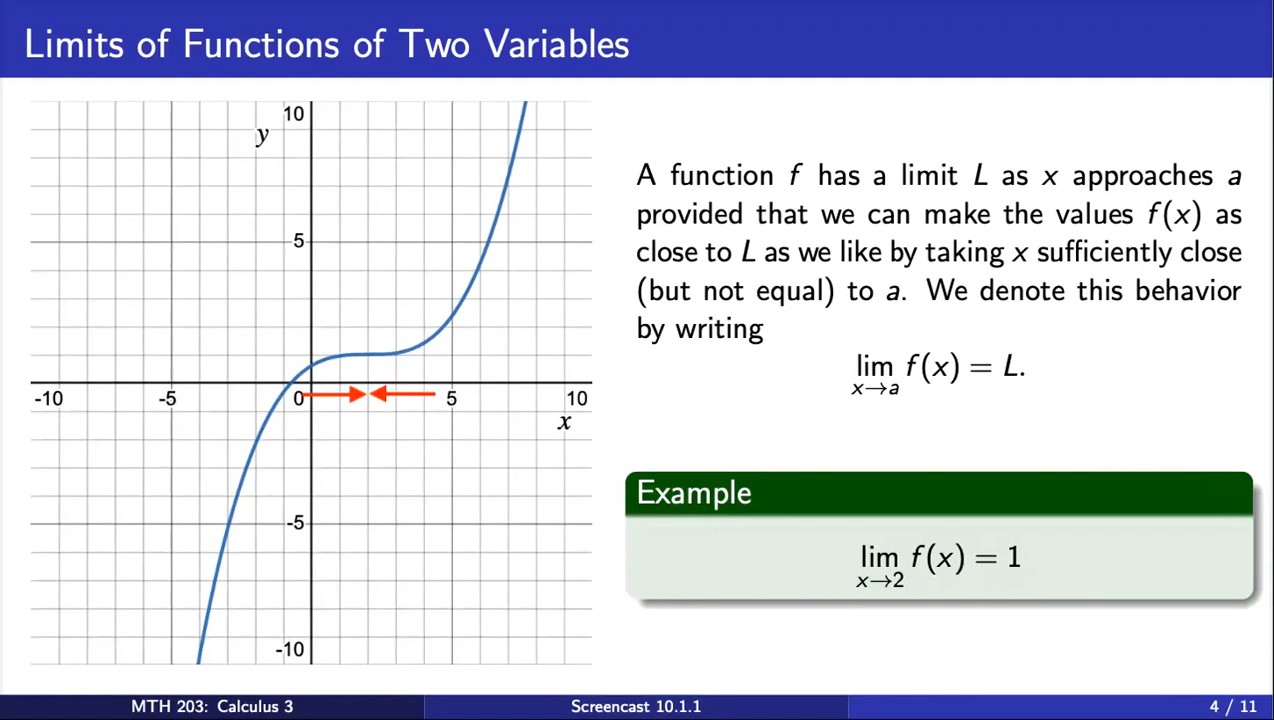 Limits of Functions of Two Variables
10
y
5
-10
-5
0
5
10
x
-5
-10
A function f has a limit L as x approaches a
provided that we can make the values f(x) as
close to L as we like by taking x sufficiently close
(but not equal) to a. We denote this behavior
by writing
lim f(x) = L.
x→a
Example
lim f(x) = 1
x→2
MTH 203: Calculus 3
Screencast 10.1.1
4 / 11